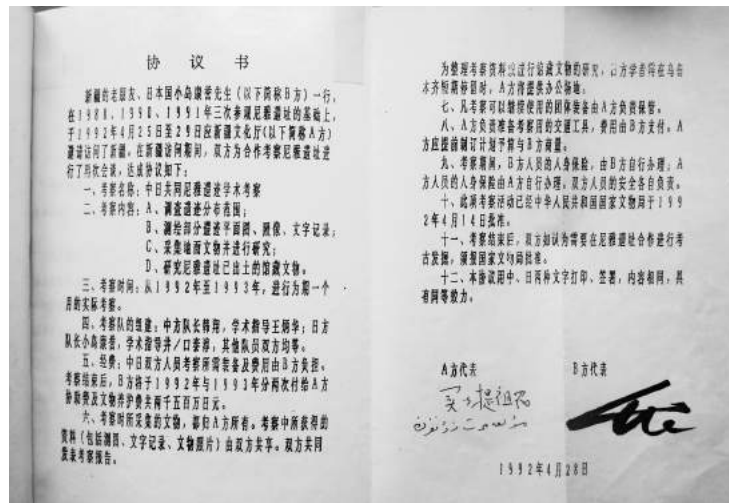 协议书
新疆的老朋友、日本国小岛康誉先生（以下简称B方）一行，
在1988、1990、1991年三次参观尼雅遗址的基础上，
于1992年4月25日至29日应新疆文化厅（以下简称A方）
邀请访问了新疆。在新疆访问期间，双方为合作考察尼雅遗址进
行了再次会谈，达成协议如下：
一、考察名称：中日共同尼雅遗迹学术考察
二、考察内容：A、调查遗迹分布范围；
B、测绘部分遗迹平面图、照像、文字记录；
C、采集地面文物并进行研究；
D、研究尼雅遗址已出土的馆藏文物。
三、考察时间：从1992年至1993年，进行为期一个
月的实际考察。
四、考察队的组建：中方队长韩翔，学术指导王炳华；日方
队长小岛康誉，学术指导井ノ口泰淳，其他队员双方均等。
五、经费：中日双方人员考察所需装备及费用由B方负担。
考察结束后，B方将于1992年与1993年分两次付给A方
协助费及文物养护费共两千五百万日元。
六、考察时所采集的文物，都归A方所有。考察中所获得的
资料（包括测图、文字记录、文物照片）由双方共享。双方共同
发表考察报告。
为整理考察资料 进行馆藏文物的研究， 方学者需在乌鲁
木齐短期 留时，A方将提供办公场地。
七、凡考察可以继续使用的团体装备由A方负责保管。
八、A方负责准备考察用的交通工具，费用由B方支付。A
方应提前制订计划予算与B方商量。
九、考察期间，B方人员的人身保险，由B方自行办理；A
方人员的人身保险由A方自行办理。双方人员的安全各自负责。
十、此项考察活动已经中华人民共和国国家文物局于199
2年4月14日批准。
十一、考察结束后，双方如认为需要在尼雅遗址合作进行考
古发掘，须报国家文物局批准。
十二、本协议用中、日两种文字打印、签署，内容相同，具
有同等效力。
A方代表
B方代表
1992年4月28日